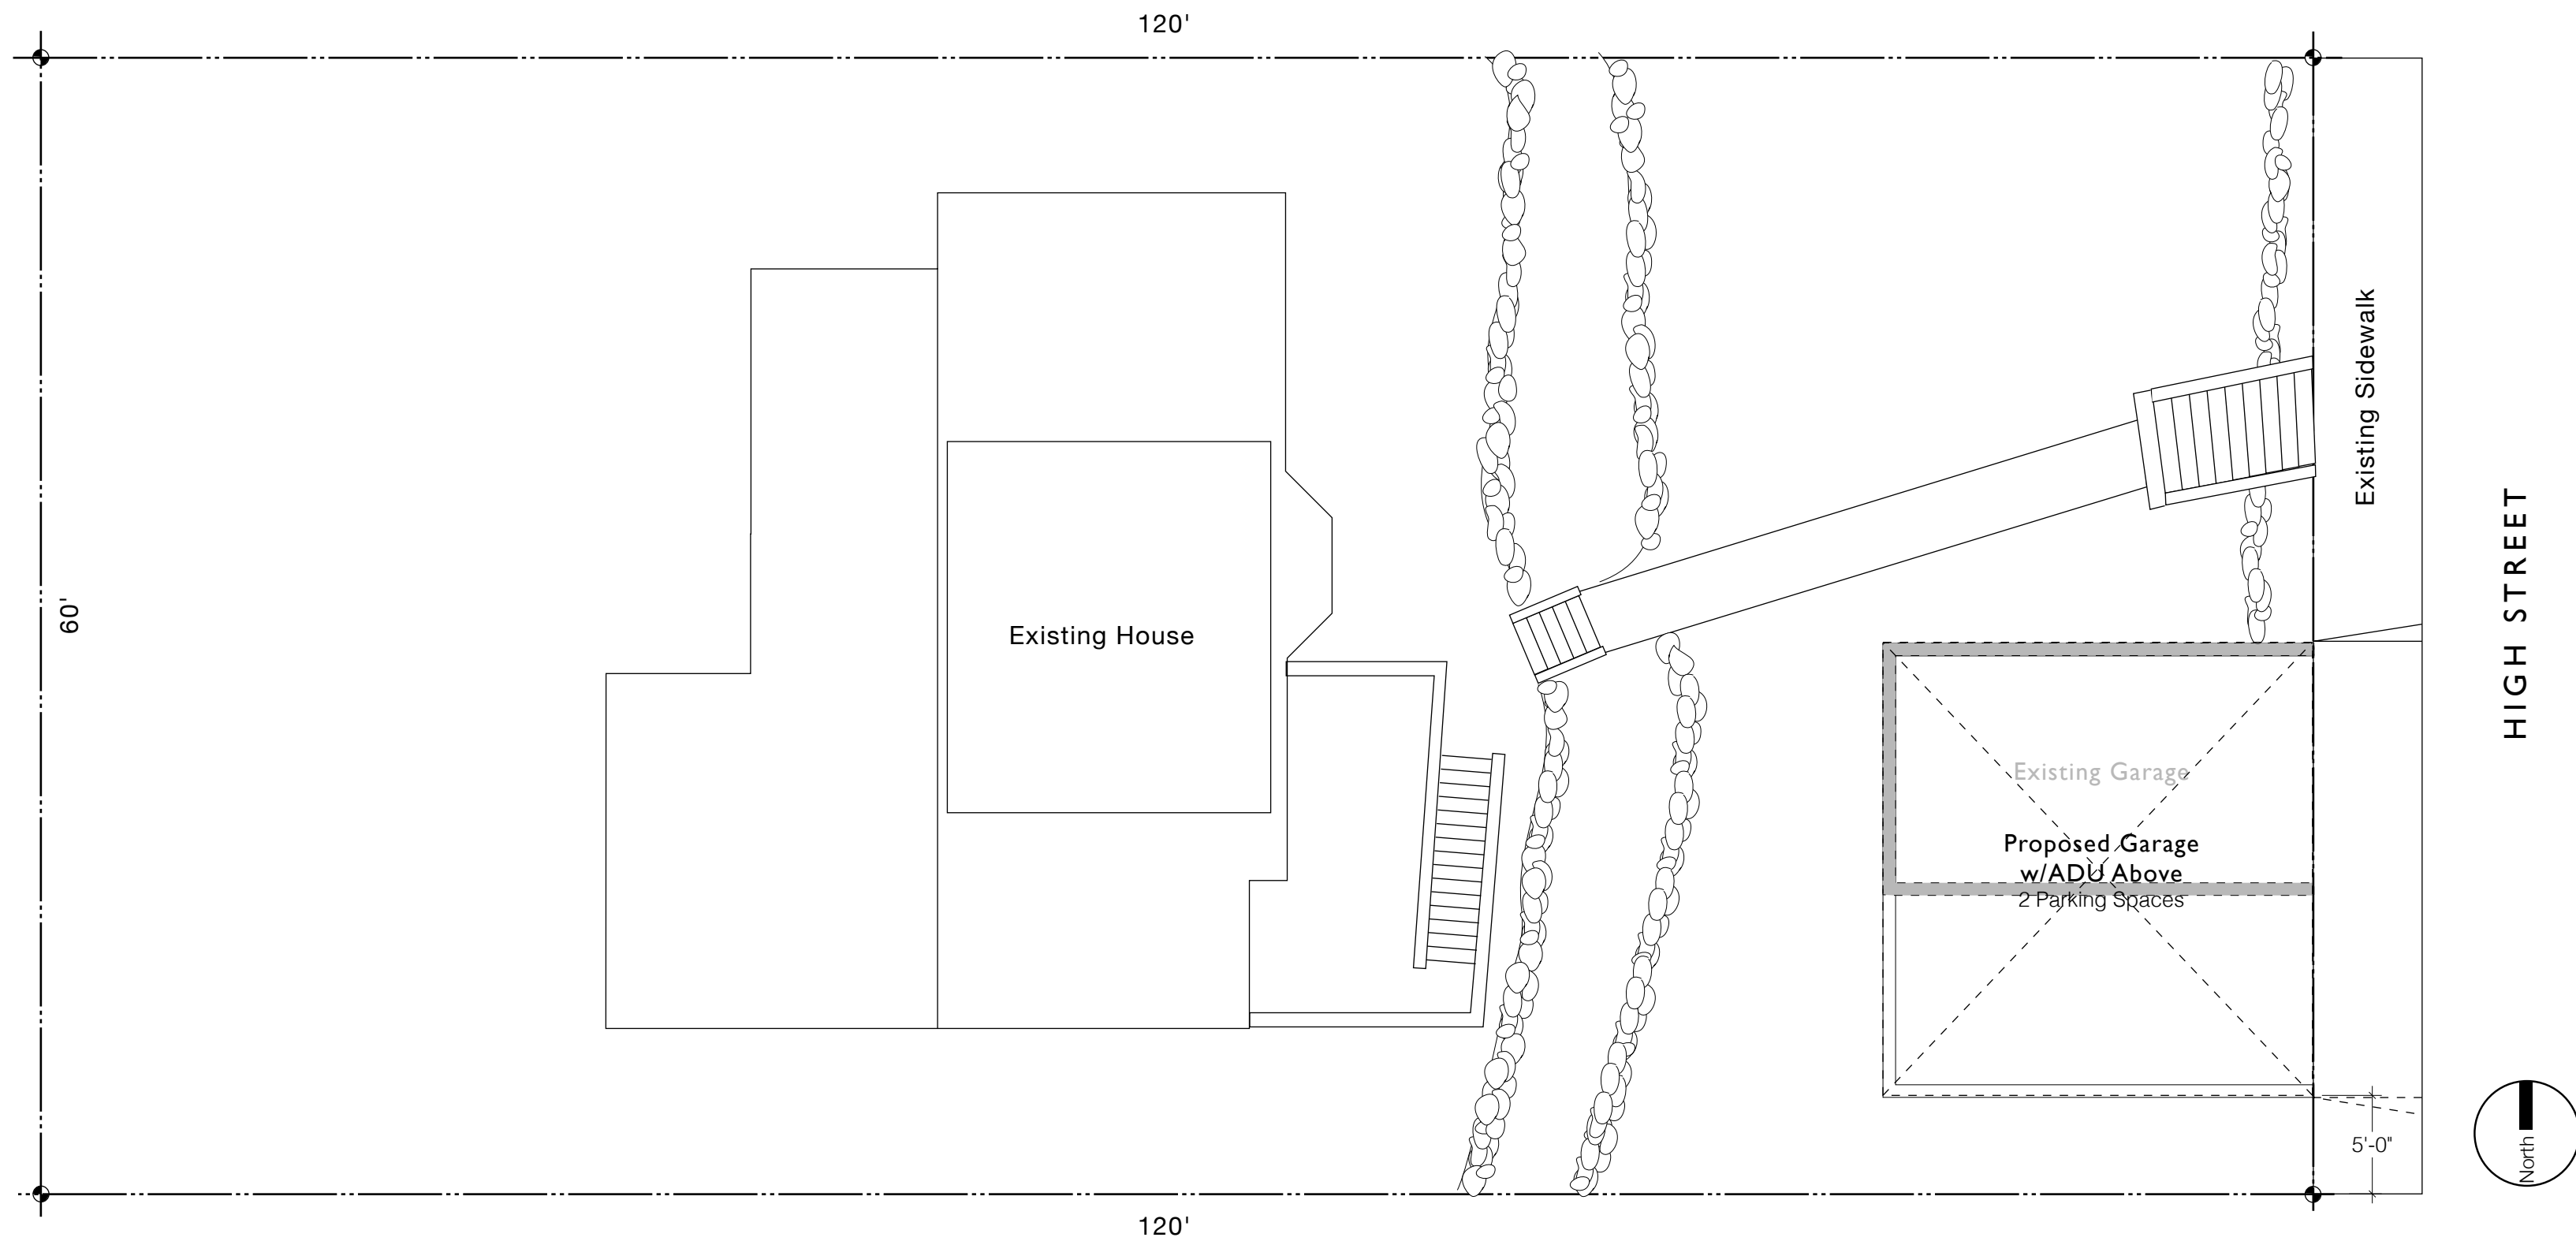 120'
Existing Sidewalk
HIGH STREET
60'
Existing House
Existing Garage
Proposed Garage
w/ADU Above
2 Parking Spaces
5'-0"
North
120'